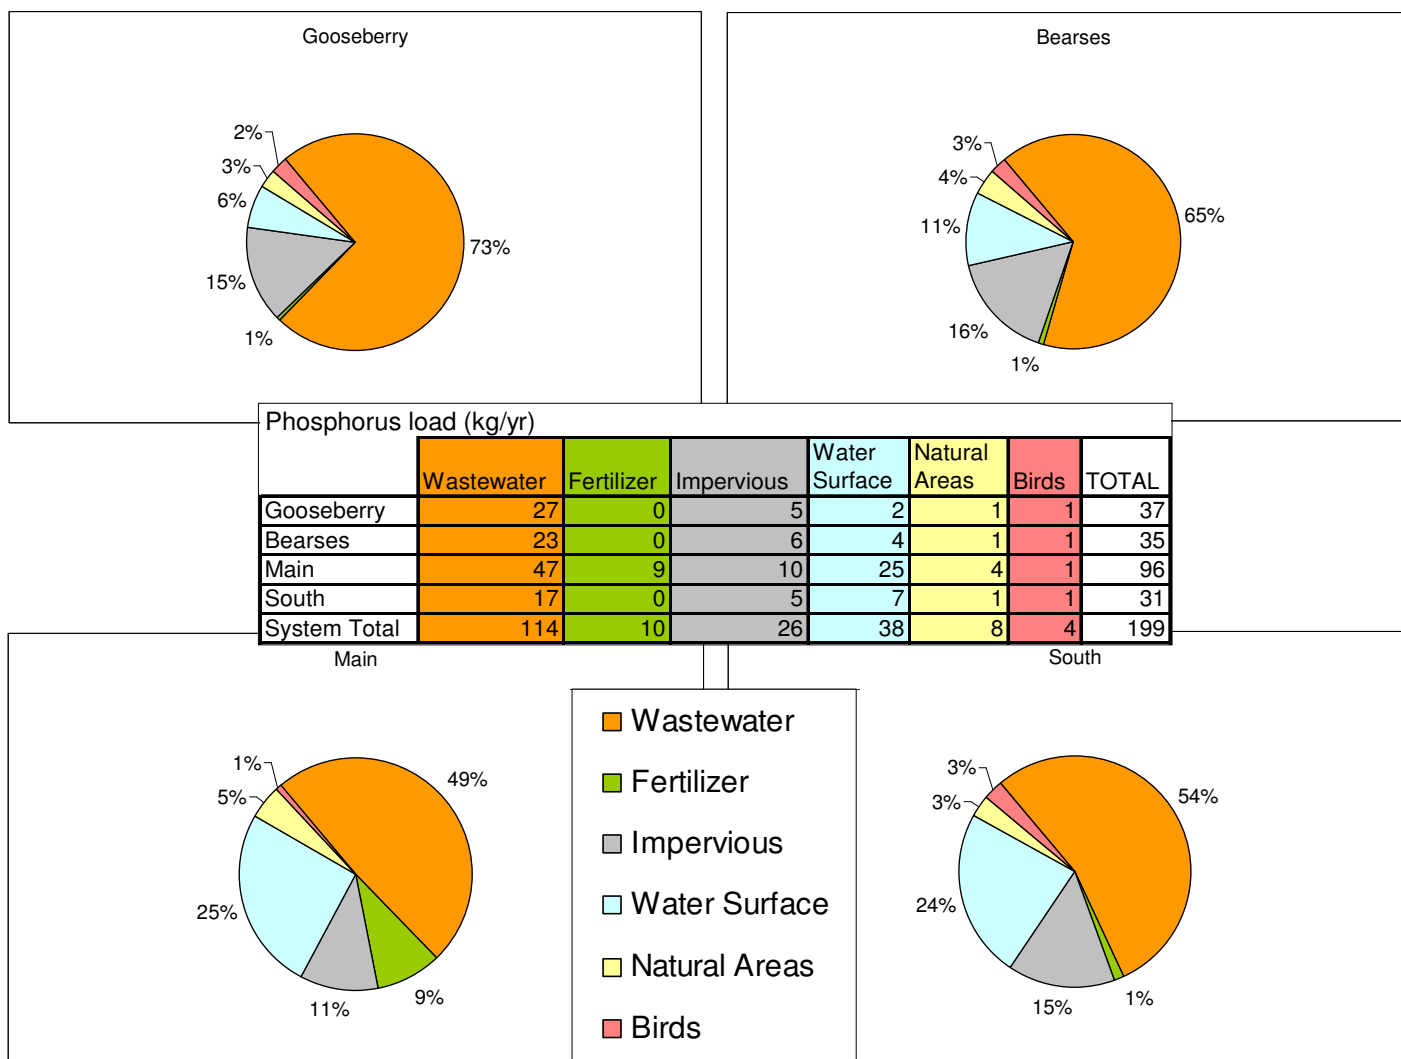 Gooseberry
2%
3%
6%
15%
1%
73%
Bearses
3%
4%
11%
16%
1%
65%
Phosphorus load (kg/yr)
Wastewater Fertilizer Impervious Water Surface Natural Areas Birds TOTAL
Gooseberry 27 0 5 2 1 1 37
Bearses 23 0 6 4 1 1 35
Main 47 9 10 25 4 1 96
South 17 0 5 7 1 1 31
System Total 114 10 26 38 8 4 199
Main
1%
5%
25%
11%
9%
49%
Wastewater
Fertilizer
Impervious
Water Surface
Natural Areas
Birds
South
3%
3%
24%
15%
1%
54%